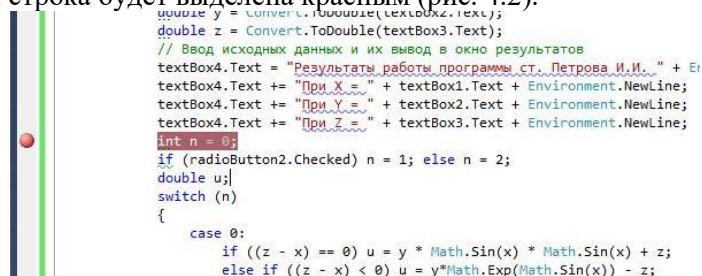 строка будет выделена красным (рис. 4.2).
double y = Convert.ToDouble(textBox2.Text);
double z = Convert.ToDouble(textBox3.Text);
// Ввод исходных данных и их вывод в окно результатов
textBox4.Text = "Результаты работы программы ст. Петрова И.И. " +
textBox4.Text += "При X = " + textBox1.Text + Environment.NewLine;
textBox4.Text += "При Y = " + textBox2.Text + Environment.NewLine;
textBox4.Text += "При Z = " + textBox3.Text + Environment.NewLine;
int n = 0;
if (radioButton2.Checked) n = 1; else n = 2;
double u;
switch (n)
{
case 0:
if ((z - x) == 0) u = y * Math.Sin(x) * Math.Sin(x) + z;
else if ((z - x) < 0) u = y*Math.Exp(Math.Sin(x)) - z;